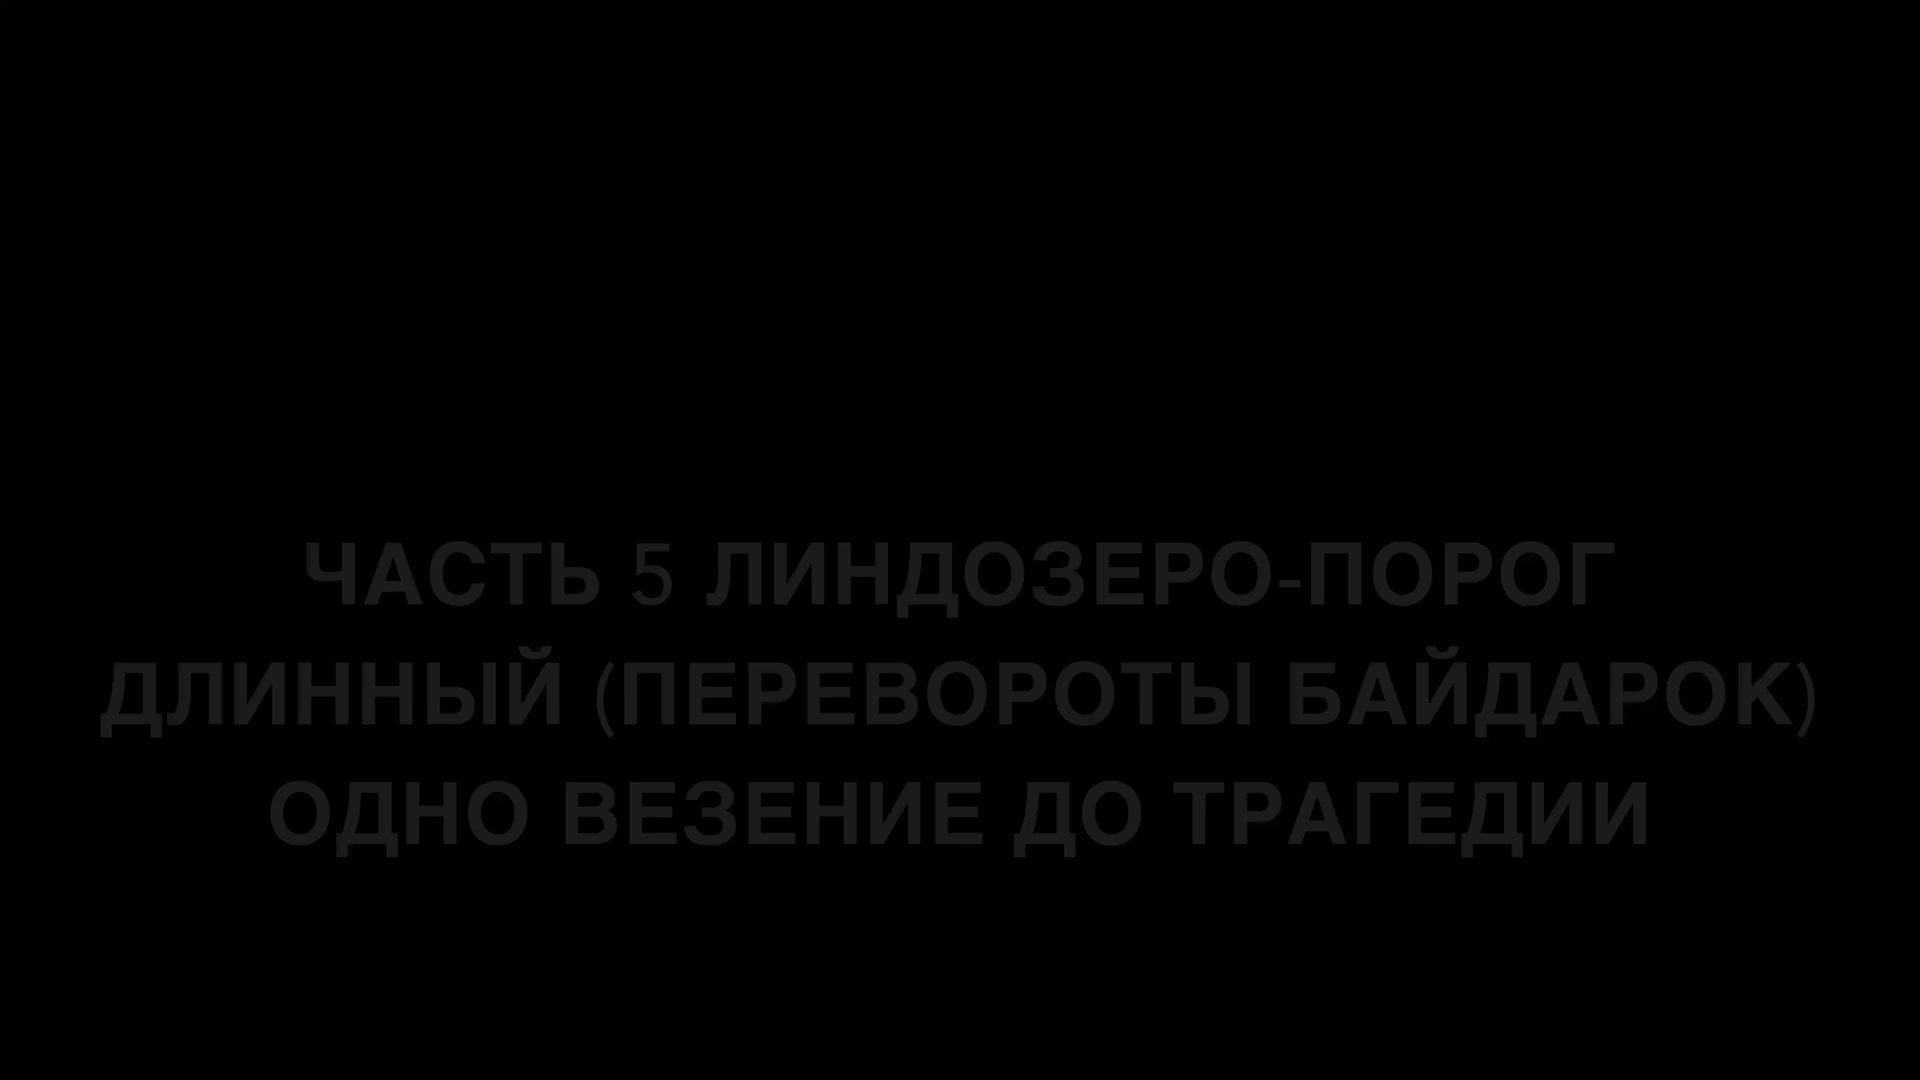 ЧАСТЬ 5 ЛИНДОЗЕРО-ПОРОГ
ДЛИННЫЙ (ПЕРЕВОРОТЫ БАЙДАРОК)
ОДНО ВЕЗЕНИЕ ДО ТРАГЕДИИ